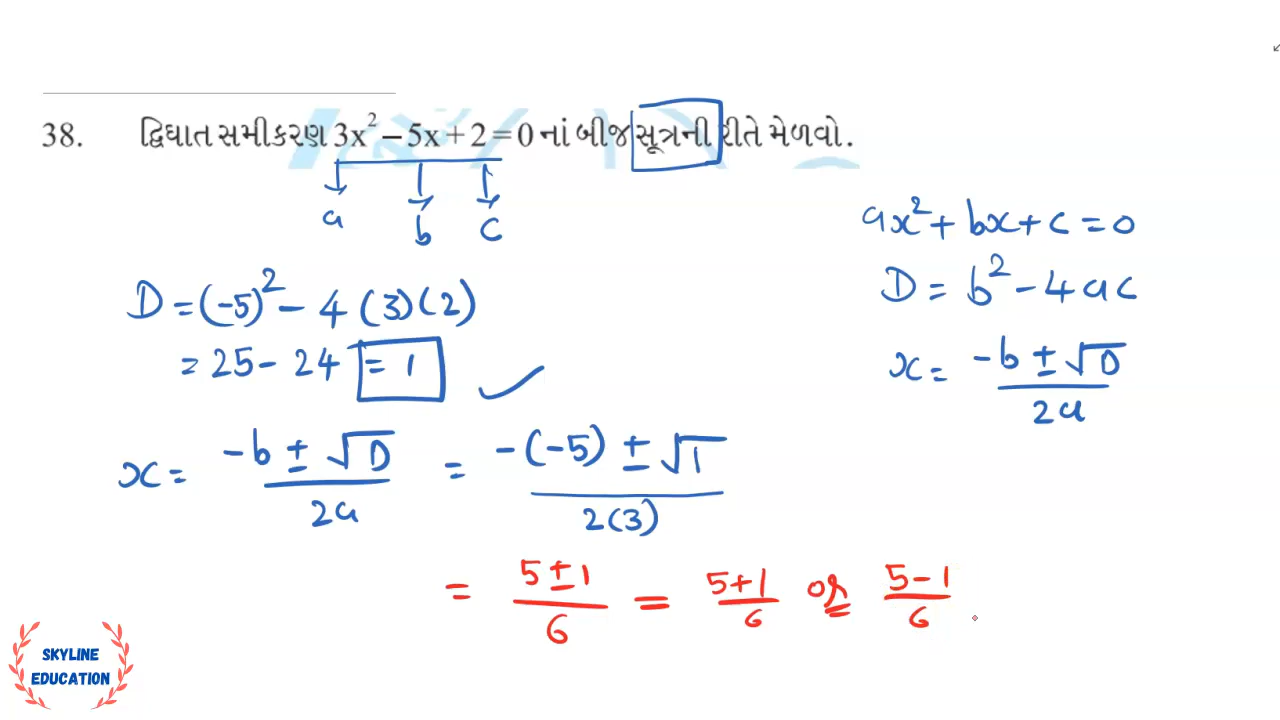 38. દ્વિઘાત સમીકરણ 3x² − 5x + 2 = 0 નાં બીજ સૂત્રની રીતે મેળવો.
a b c
ax² + bx + c = 0
D = b² - 4ac
x = -b ± √D / 2a
D = (-5)² - 4 (3)(2)
= 25 - 24 = 1
x = -b ± √D / 2a = -(-5) ± √1 / 2(3)
= 5 ± 1 / 6 = 5+1 / 6 or 5-1 / 6
SKYLINE
EDUCATION